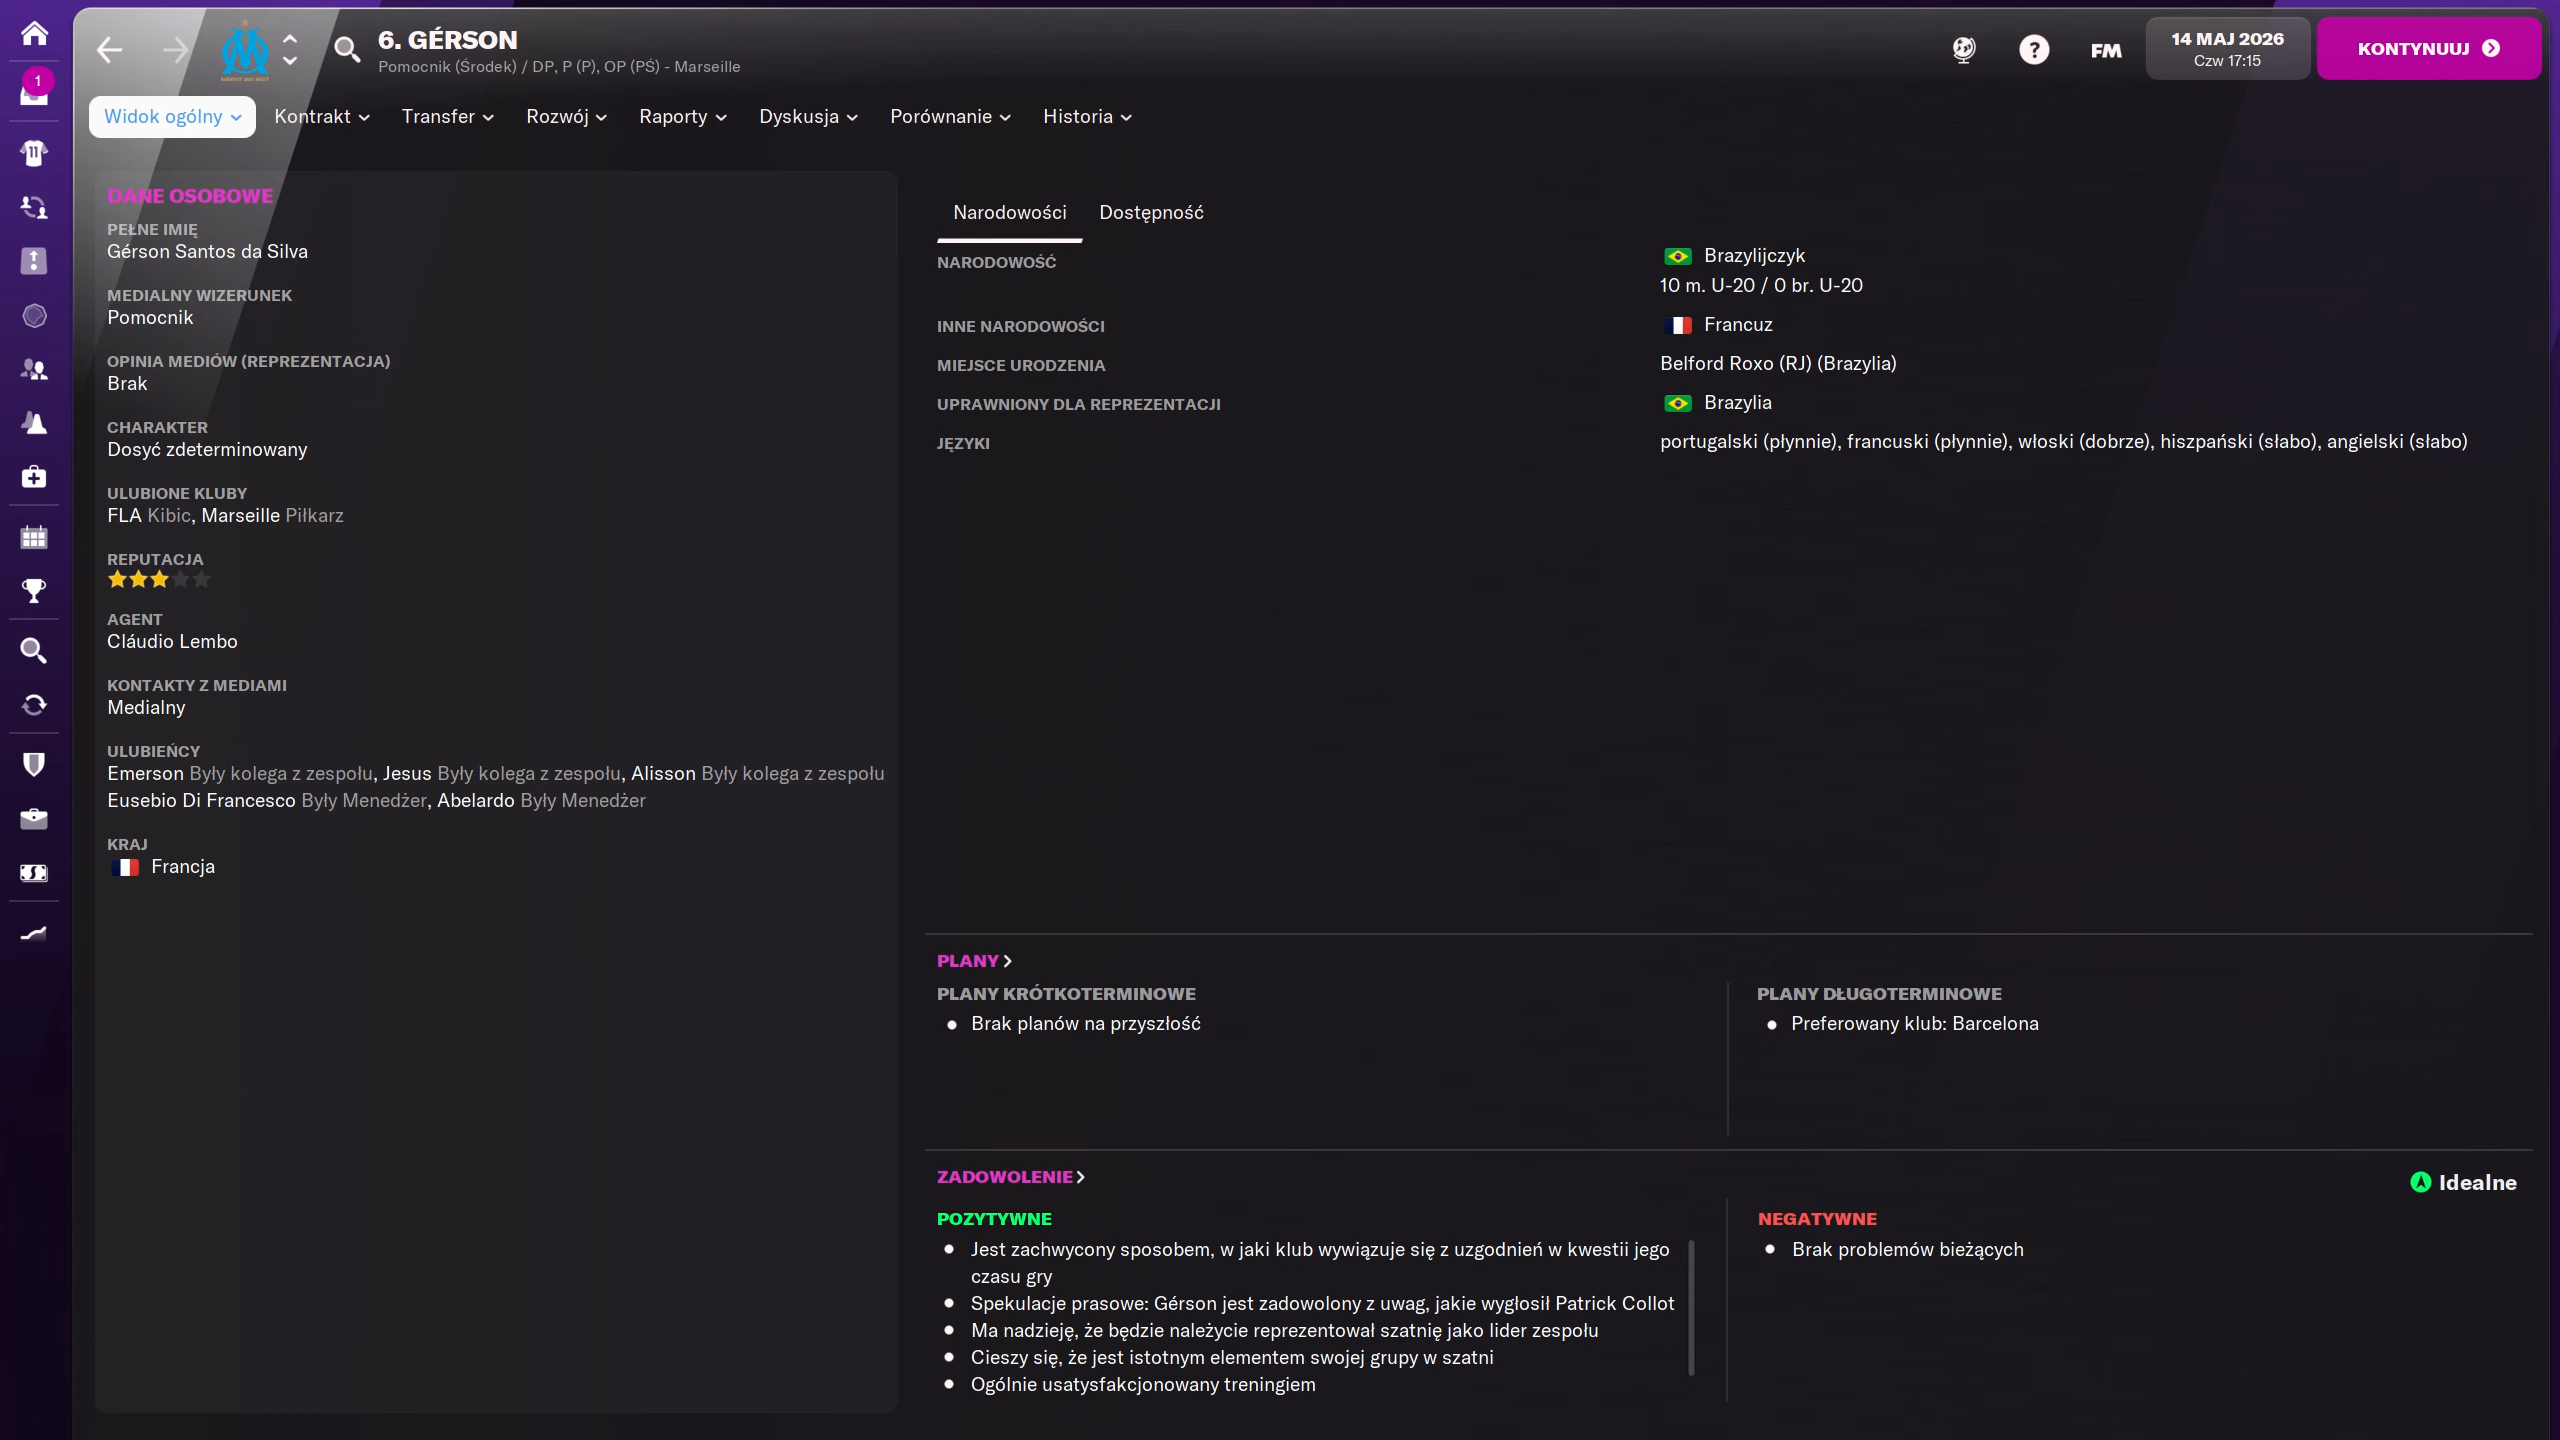 6. GÉRSON
Pomocnik (Środek) / DP, P (P), OP (PŚ) - Marseille
FM
14 MAJ 2026
Czw 17:15
KONTYNUUJ
1
11
Widok ogólny
Kontrakt
Transfer
Rozwój
Raporty
Dyskusja
Porównanie
Historia
DANE OSOBOWE
PEŁNE IMIĘ
Gérson Santos da Silva
MEDIALNY WIZERUNEK
Pomocnik
OPINIA MEDIÓW (REPREZENTACJA)
Brak
CHARAKTER
Dosyć zdeterminowany
ULUBIONE KLUBY
FLA Kibic, Marseille Piłkarz
REPUTACJA
AGENT
Cláudio Lembo
KONTAKTY Z MEDIAMI
Medialny
ULUBIEŃCY
Emerson Były kolega z zespołu, Jesus Były kolega z zespołu, Alisson Były kolega z zespołu
Eusebio Di Francesco Były Menedżer, Abelardo Były Menedżer
KRAJ
Francja
Narodowości
Dostępność
NARODOWOŚĆ
Brazylijczyk
10 m. U-20 / 0 br. U-20
INNE NARODOWOŚCI
Francuz
MIEJSCE URODZENIA
Belford Roxo (RJ) (Brazylia)
UPRAWNIONY DLA REPREZENTACJI
Brazylia
JĘZYKI
portugalski (płynnie), francuski (płynnie), włoski (dobrze), hiszpański (słabo), angielski (słabo)
PLANY
PLANY KRÓTKOTERMINOWE
Brak planów na przyszłość
PLANY DŁUGOTERMINOWE
Preferowany klub: Barcelona
ZADOWOLENIE
Idealne
POZYTYWNE
Jest zachwycony sposobem, w jaki klub wywiązuje się z uzgodnień w kwestii jego
czasu gry
Spekulacje prasowe: Gérson jest zadowolony z uwag, jakie wygłosił Patrick Collot
Ma nadzieję, że będzie należycie reprezentował szatnię jako lider zespołu
Cieszy się, że jest istotnym elementem swojej grupy w szatni
Ogólnie usatysfakcjonowany treningiem
NEGATYWNE
Brak problemów bieżących